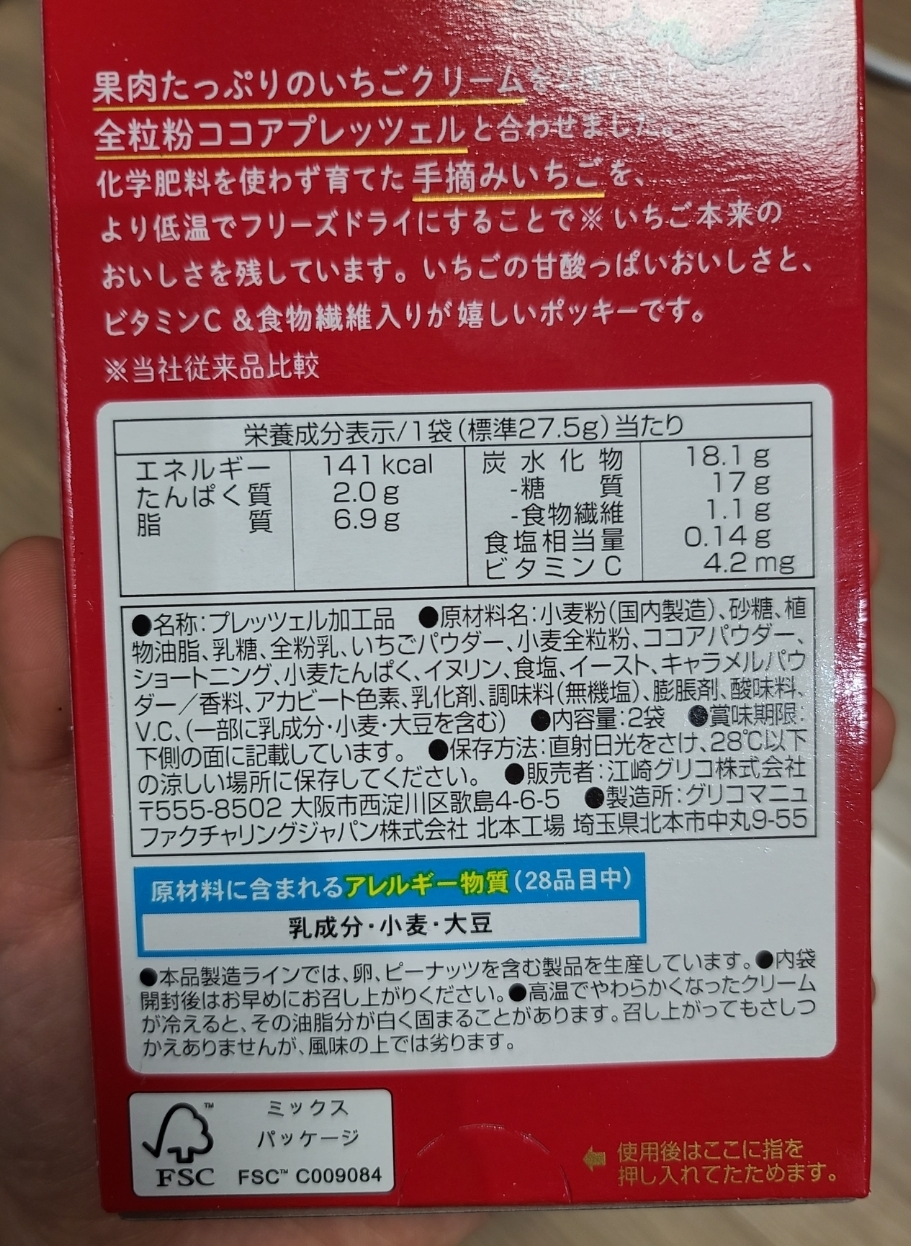 果肉たっぷりのいちごクリームを
全粒粉ココアプレッツェルと合わせました。
化学肥料を使わず育てた手摘みいちごを、
より低温でフリーズドライにすることで※いちご本来の
おいしさを残しています。いちごの甘酸っぱいおいしさと、
ビタミンC&食物繊維入りが嬉しいポッキーです。
※当社従来品比較
栄養成分表示/1袋(標準27.5g)当たり
エネルギー 141kcal
たんぱく質 2.0g
脂質 6.9g
炭水化物 18.1g
-糖質 17g
-食物繊維 1.1g
食塩相当量 0.14g
ビタミンC 4.2mg
●名称:プレッツェル加工品 ●原材料名:小麦粉(国内製造)、砂糖、植
物油脂、乳糖、全粉乳、いちごパウダー、小麦全粒粉、ココアパウダー、
ショートニング、小麦たんぱく、イヌリン、食塩、イースト、キャラメルパウ
ダー/香料、アカビート色素、乳化剤、調味料(無機塩)、膨脹剤、酸味料、
V.C、(一部に乳成分・小麦・大豆を含む) ●内容量:2袋 ●賞味期限:
下側の面に記載しています。 ●保存方法:直射日光をさけ、28℃以下
の涼しい場所に保存してください。 ●販売者:江崎グリコ株式会社
〒555-8502 大阪市西淀川区歌島4-6-5 ●製造所:グリコマニュ
ファクチャリングジャパン株式会社 北本工場 埼玉県北本市中丸9-55
原材料に含まれるアレルギー物質(28品目中)
乳成分・小麦・大豆
●本品製造ラインでは、卵、ピーナッツを含む製品を生産しています。●内袋
開封後はお早めにお召し上がりください。●高温でやわらかくなったクリーム
が冷えると、その油脂分が白く固まることがあります。召し上がってもさしつ
かえありませんが、風味の上では劣ります。
ミックス
パッケージ
FSC™ C009084
FSC
™
使用後はここに指を
押し入れてたためます。